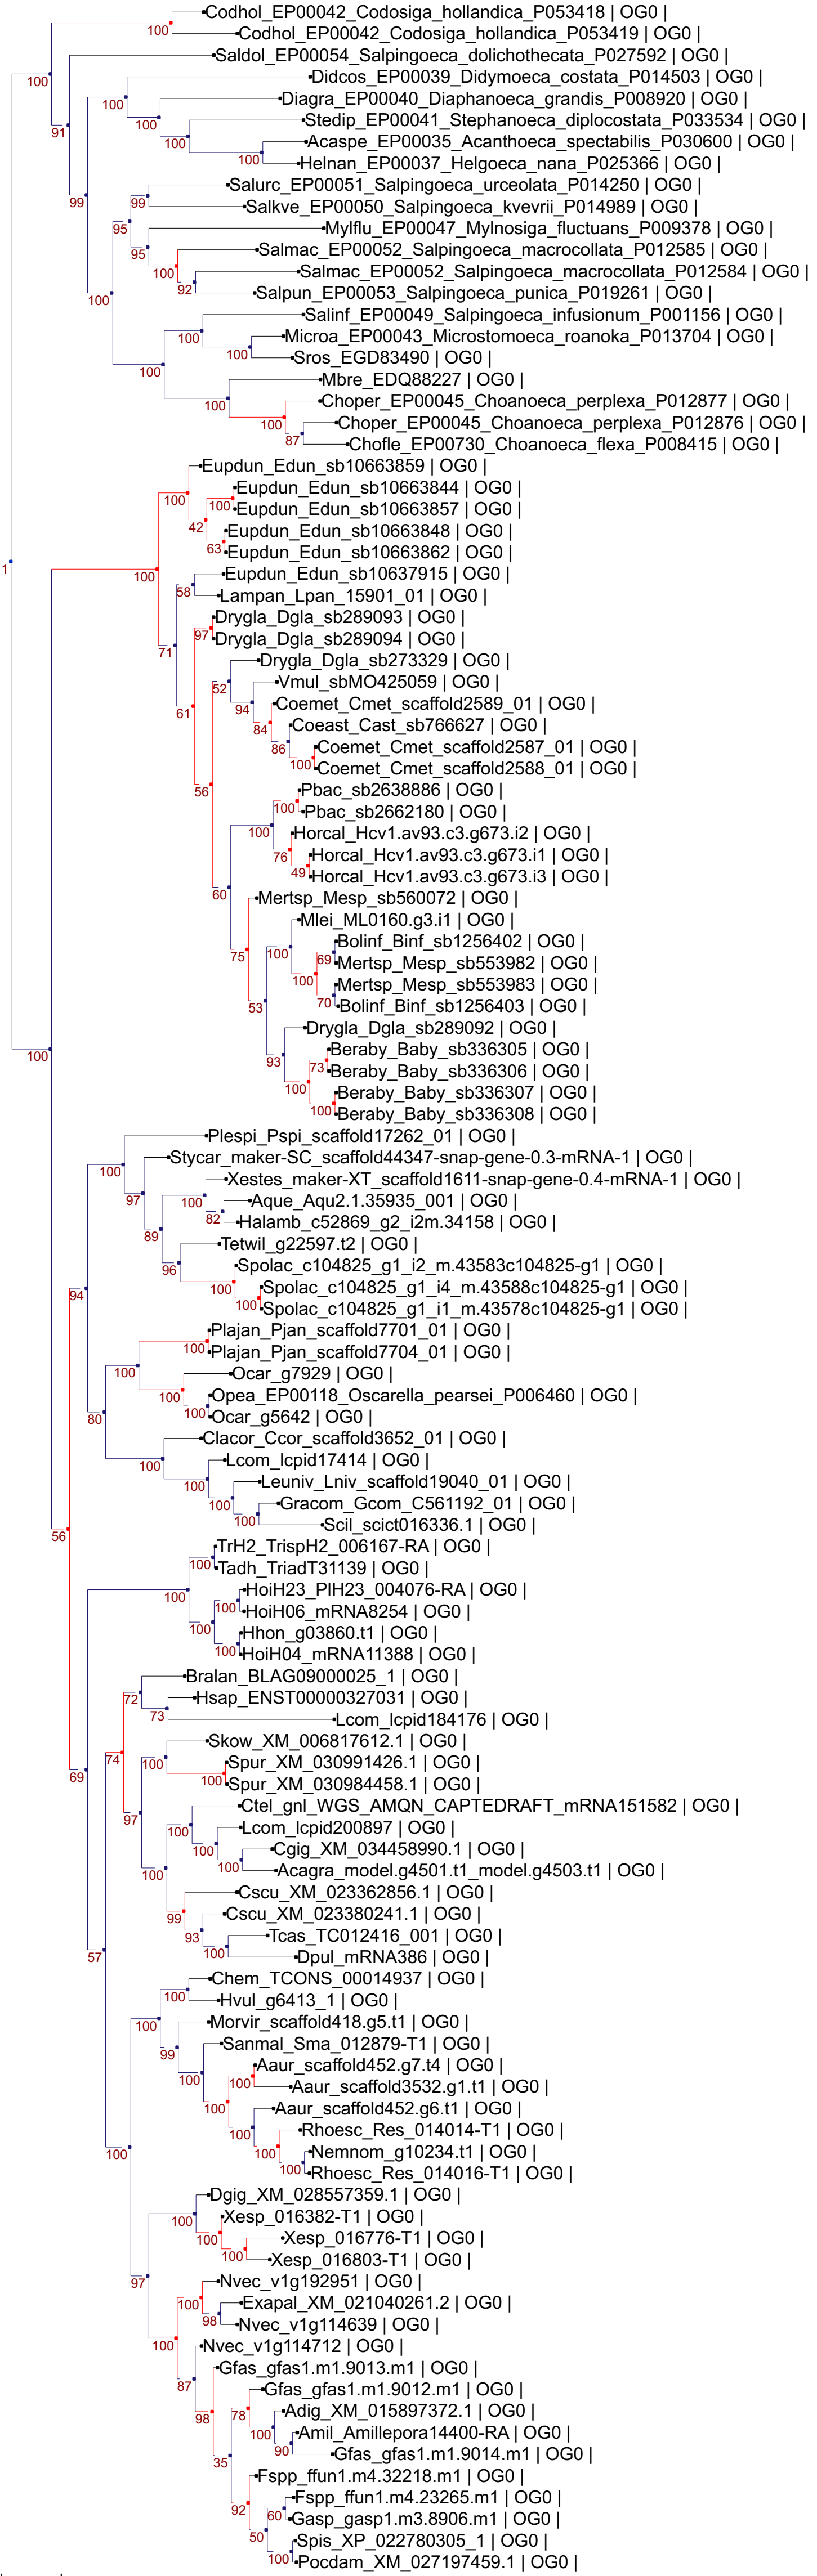 Codhol_EP00042_Codosiga_hollandica_P053418 | OG0 |
100
Codhol_EP00042_Codosiga_hollandica_P053419 | OG0 |
Saldol_EP00054_Salpingoeca_dolichothecata_P027592 | OG0 |
100
Didcos_EP00039_Didymoeca_costata_P014503 | OG0 |
100
Diagra_EP00040_Diaphanoeca_grandis_P008920 | OG0 |
100
Stedip_EP00041_Stephanoeca_diplocostata_P033534 | OG0 |
91
100
Acaspe_EP00035_Acanthoeca_spectabilis_P030600 | OG0 |
100
Helnan_EP00037_Helgoeca_nana_P025366 | OG0 |
Salurc_EP00051_Salpingoeca_urceolata_P014250 | OG0 |
99
99
Salkve_EP00050_Salpingoeca_kvevrii_P014989 | OG0 |
95
Mylflu_EP00047_Mylnosiga_fluctuans_P009378 | OG0 |
95
Salmac_EP00052_Salpingoeca_macrocollata_P012585 | OG0 |
100
Salmac_EP00052_Salpingoeca_macrocollata_P012584 | OG0 |
92
Salpun_EP00053_Salpingoeca_punica_P019261 | OG0 |
100
Salinf_EP00049_Salpingoeca_infusionum_P001156 | OG0 |
100
Microa_EP00043_Microstomoeca_roanoka_P013704 | OG0 |
100
Sros_EGD83490 | OG0 |
100
Mbre_EDQ88227 | OG0 |
100
Choper_EP00045_Choanoeca_perplexa_P012877 | OG0 |
100
Choper_EP00045_Choanoeca_perplexa_P012876 | OG0 |
87
Chofle_EP00730_Choanoeca_flexa_P008415 | OG0 |
Eupdun_Edun_sb10663859 | OG0 |
100
Eupdun_Edun_sb10663844 | OG0 |
100
Eupdun_Edun_sb10663857 | OG0 |
42
Eupdun_Edun_sb10663848 | OG0 |
63
Eupdun_Edun_sb10663862 | OG0 |
1
100
Eupdun_Edun_sb10637915 | OG0 |
58
Lampan_Lpan_15901_01 | OG0 |
Drygla_Dgla_sb289093 | OG0 |
97
Drygla_Dgla_sb289094 | OG0 |
71
Drygla_Dgla_sb273329 | OG0 |
52
Vmul_sbMO425059 | OG0 |
94
Coemet_Cmet_scaffold2589_01 | OG0 |
61
84
Coeast_Cast_sb766627 | OG0 |
86
Coemet_Cmet_scaffold2587_01 | OG0 |
100
Coemet_Cmet_scaffold2588_01 | OG0 |
56
Pbac_sb2638886 | OG0 |
100
Pbac_sb2662180 | OG0 |
100
Horcal_Hcv1.av93.c3.g673.i2 | OG0 |
76
Horcal_Hcv1.av93.c3.g673.i1 | OG0 |
49
Horcal_Hcv1.av93.c3.g673.i3 | OG0 |
60
Mertsp_Mesp_sb560072 | OG0 |
Mlei_ML0160.g3.i1 | OG0 |
75
100
Bolinf_Binf_sb1256402 | OG0 |
69
Mertsp_Mesp_sb553982 | OG0 |
100
Mertsp_Mesp_sb553983 | OG0 |
70
Bolinf_Binf_sb1256403 | OG0 |
53
Drygla_Dgla_sb289092 | OG0 |
100
93
Beraby_Baby_sb336305 | OG0 |
73
Beraby_Baby_sb336306 | OG0 |
100
Beraby_Baby_sb336307 | OG0 |
100
Beraby_Baby_sb336308 | OG0 |
Plespi_Pspi_scaffold17262_01 | OG0 |
100
Stycar_maker-SC_scaffold44347-snap-gene-0.3-mRNA-1 | OG0 |
97
Xestes_maker-XT_scaffold1611-snap-gene-0.4-mRNA-1 | OG0 |
100
Aque_Aqu2.1.35935_001 | OG0 |
82
Halamb_c52869_g2_i2m.34158 | OG0 |
89
Tetwil_g22597.t2 | OG0 |
96
Spolac_c104825_g1_i2_m.43583c104825-g1 | OG0 |
100
Spolac_c104825_g1_i4_m.43588c104825-g1 | OG0 |
94
100
Spolac_c104825_g1_i1_m.43578c104825-g1 | OG0 |
Plajan_Pjan_scaffold7701_01 | OG0 |
100
Plajan_Pjan_scaffold7704_01 | OG0 |
100
Ocar_g7929 | OG0 |
100
Opea_EP00118_Oscarella_pearsei_P006460 | OG0 |
100
Ocar_g5642 | OG0 |
80
Clacor_Ccor_scaffold3652_01 | OG0 |
100
Lcom_lcpid17414 | OG0 |
100
Leuniv_Lniv_scaffold19040_01 | OG0 |
100
Gracom_Gcom_C561192_01 | OG0 |
100
Scil_scict016336.1 | OG0 |
56
TrH2_TrispH2_006167-RA | OG0 |
100
Tadh_TriadT31139 | OG0 |
100
HoiH23_PlH23_004076-RA | OG0 |
100
HoiH06_mRNA8254 | OG0 |
100
Hhon_g03860.t1 | OG0 |
100
HoiH04_mRNA11388 | OG0 |
Bralan_BLAG09000025_1 | OG0 |
72
Hsap_ENST00000327031 | OG0 |
73
Lcom_lcpid184176 | OG0 |
Skow_XM_006817612.1 | OG0 |
74
100
Spur_XM_030991426.1 | OG0 |
69
100
Spur_XM_030984458.1 | OG0 |
Ctel_gnl_WGS_AMQN_CAPTEDRAFT_mRNA151582 | OG0 |
97
100
Lcom_lcpid200897 | OG0 |
100
Cgig_XM_034458990.1 | OG0 |
100
100
Acagra_model.g4501.t1_model.g4503.t1 | OG0 |
Cscu_XM_023362856.1 | OG0 |
99
Cscu_XM_023380241.1 | OG0 |
93
Tcas_TC012416_001 | OG0 |
57
100
Dpul_mRNA386 | OG0 |
Chem_TCONS_00014937 | OG0 |
100
Hvul_g6413_1 | OG0 |
100
Morvir_scaffold418.g5.t1 | OG0 |
99
Sanmal_Sma_012879-T1 | OG0 |
100
Aaur_scaffold452.g7.t4 | OG0 |
100
Aaur_scaffold3532.g1.t1 | OG0 |
100
Aaur_scaffold452.g6.t1 | OG0 |
100
Rhoesc_Res_014014-T1 | OG0 |
100
100
Nemnom_g10234.t1 | OG0 |
100
Rhoesc_Res_014016-T1 | OG0 |
Dgig_XM_028557359.1 | OG0 |
100
Xesp_016382-T1 | OG0 |
100
Xesp_016776-T1 | OG0 |
100
Xesp_016803-T1 | OG0 |
97
Nvec_v1g192951 | OG0 |
100
Exapal_XM_021040261.2 | OG0 |
98
Nvec_v1g114639 | OG0 |
100
Nvec_v1g114712 | OG0 |
Gfas_gfas1.m1.9013.m1 | OG0 |
87
Gfas_gfas1.m1.9012.m1 | OG0 |
78
Adig_XM_015897372.1 | OG0 |
98
100
Amil_Amillepora14400-RA | OG0 |
90
Gfas_gfas1.m1.9014.m1 | OG0 |
35
Fspp_ffun1.m4.32218.m1 | OG0 |
92
Fspp_ffun1.m4.23265.m1 | OG0 |
60
Gasp_gasp1.m3.8906.m1 | OG0 |
50
Spis_XP_022780305_1 | OG0 |
100
Pocdam_XM_027197459.1 | OG0 |